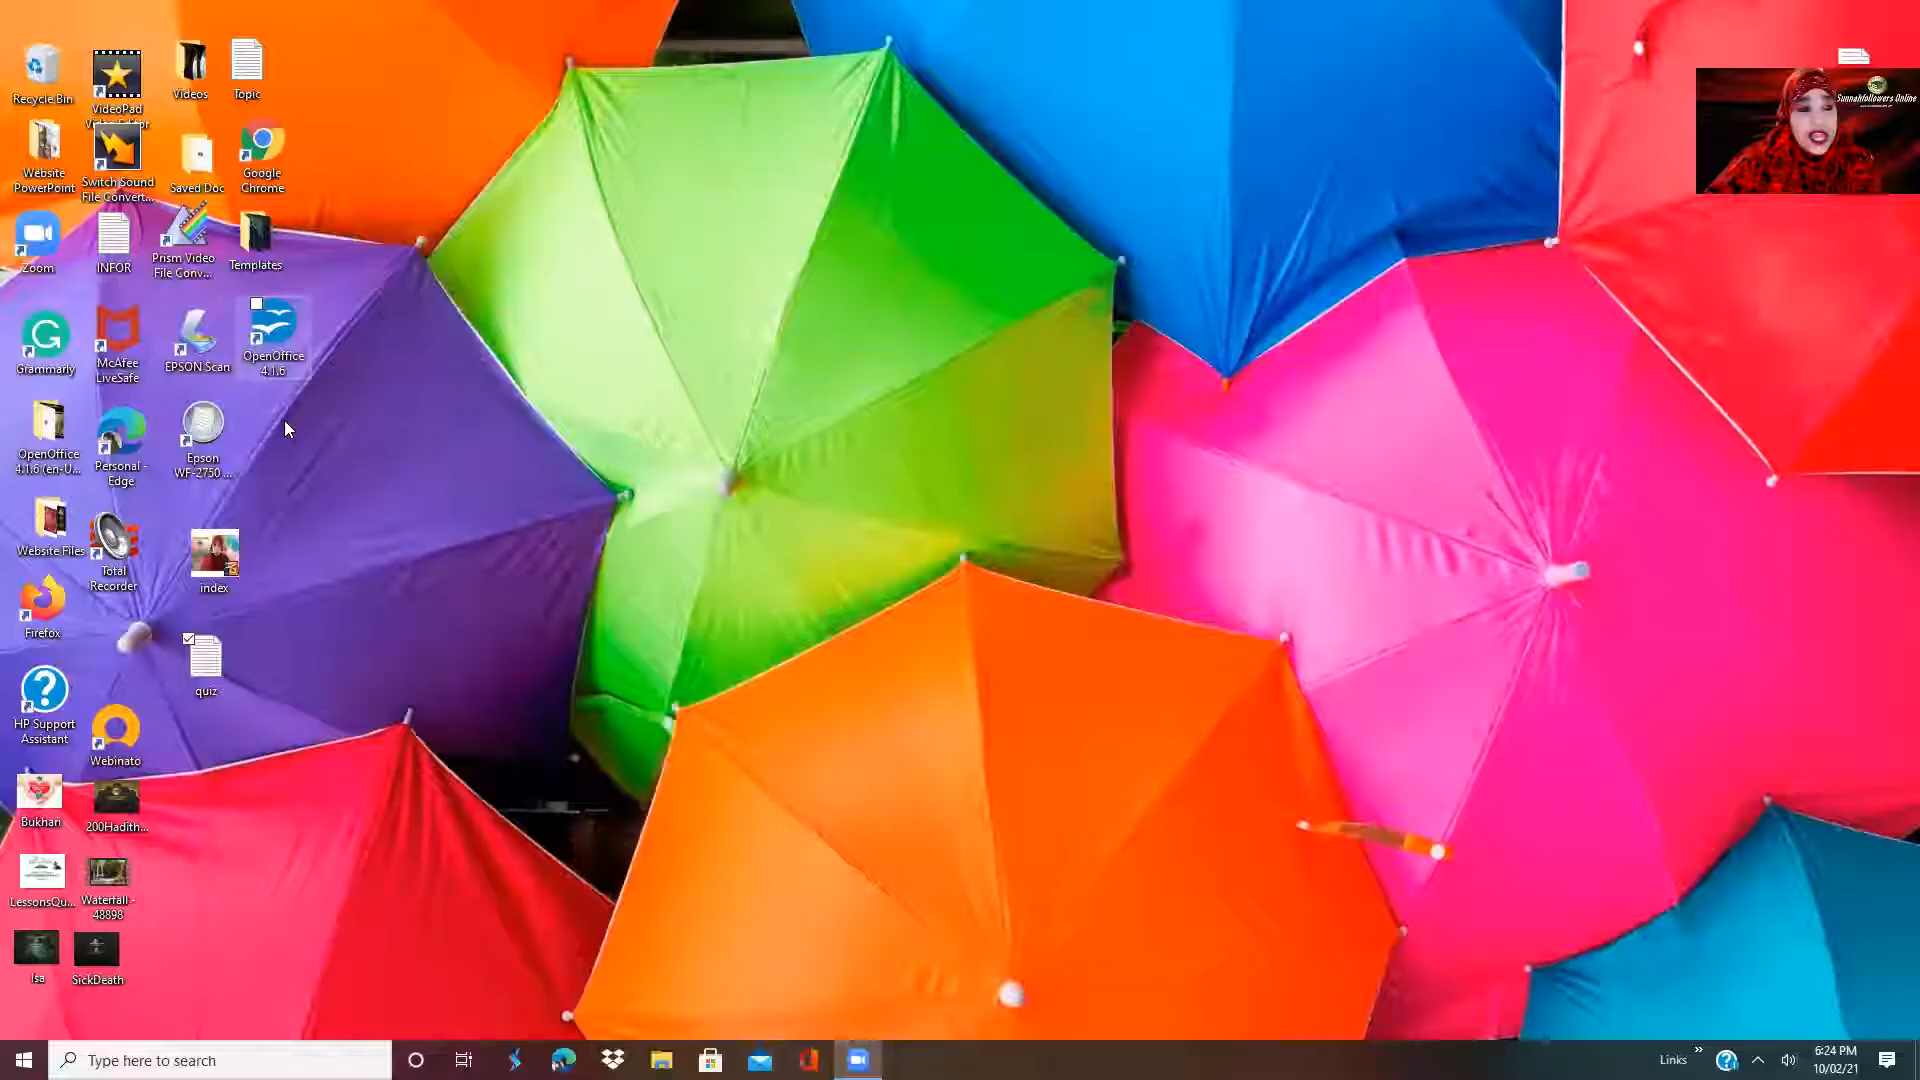 Recycle Bin
VideoPad
Video Editor
Videos
Topic
Website
PowerPoint
Switch Sound
File Convert...
Saved Doc
Google
Chrome
Zoom
INFOR
Prism Video
File Conv...
Templates
Grammarly
McAfee
LiveSafe
EPSON Scan
OpenOffice
4.1.6
OpenOffice
4.1.6 (en-U...
Personal -
Edge
Epson
WF-2750 ...
Website Files
Total
Recorder
index
Firefox
quiz
HP Support
Assistant
Webinato
Bukhari
200Hadith...
LessonsQu...
Waterfall -
48898
Isa
SickDeath
Sunnahfollowers Online
Type here to search
Links
6:24 PM
10/02/21